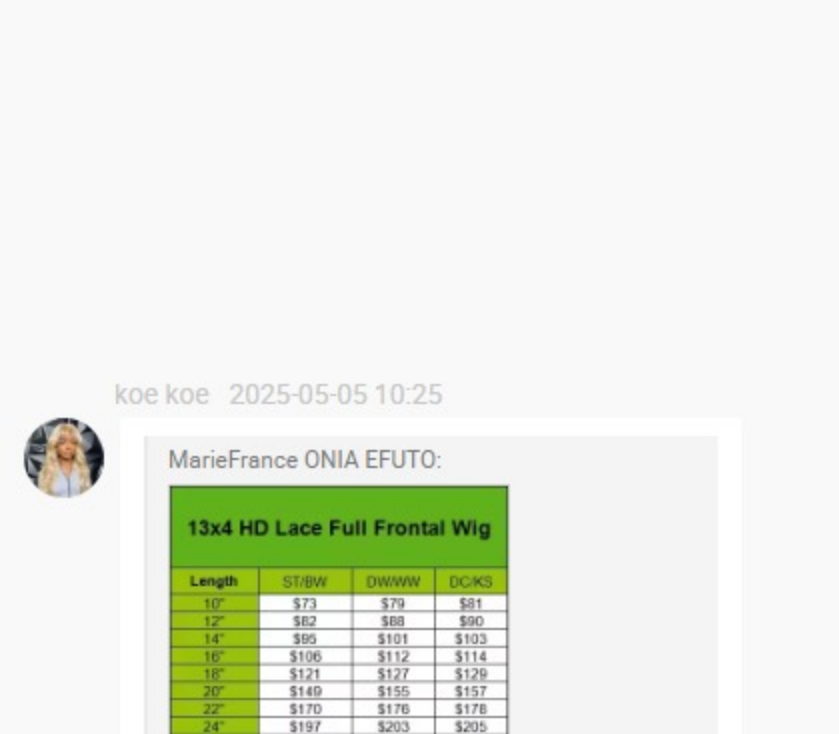 koe koe 2025-05-05 10:25
MarieFrance ONIA EFUTO:
13x4 HD Lace Full Frontal Wig
Length ST/BW DW/WW DC/KS
10" $73 $79 $81
12" $82 $88 $90
14" $95 $101 $103
16" $106 $112 $114
18" $121 $127 $129
20" $149 $155 $157
22" $170 $176 $178
24" $197 $203 $205